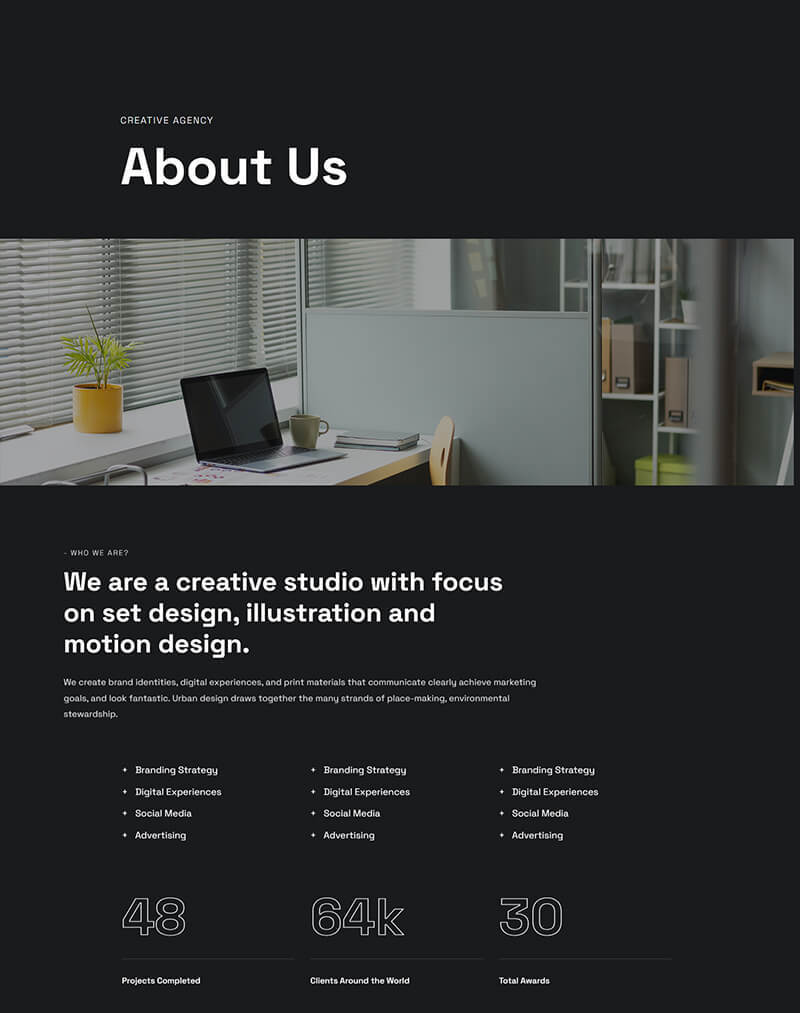 CREATIVE AGENCY
About Us
- WHO WE ARE?
We are a creative studio with focus
on set design, illustration and
motion design.
We create brand identities, digital experiences, and print materials that communicate clearly achieve marketing
goals, and look fantastic. Urban design draws together the many strands of place-making, environmental
stewardship.
+ Branding Strategy
+ Digital Experiences
+ Social Media
+ Advertising
+ Branding Strategy
+ Digital Experiences
+ Social Media
+ Advertising
+ Branding Strategy
+ Digital Experiences
+ Social Media
+ Advertising
48
Projects Completed
64k
Clients Around the World
30
Total Awards